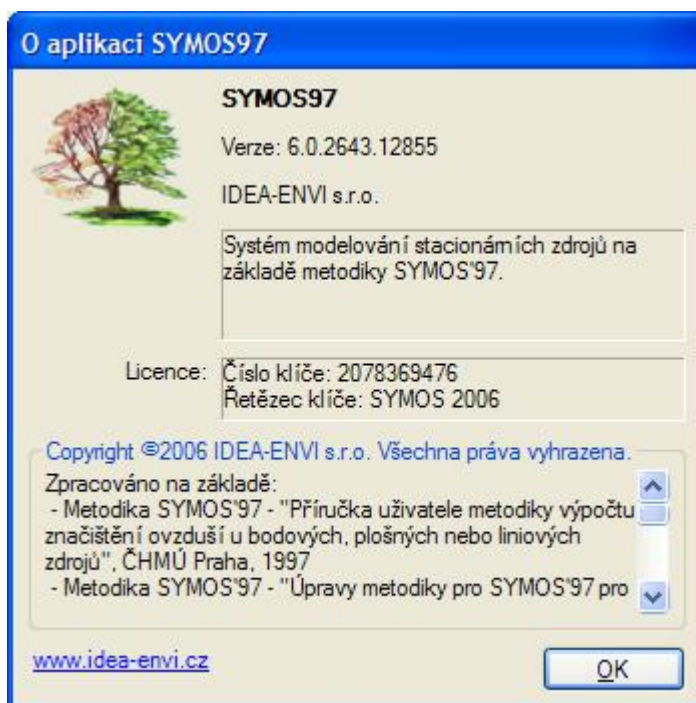 O aplikaci SYMOS97
SYMOS97
Verze: 6.0.2643.12855
IDEA-ENVI s.r.o.
Systém modelování stacionárních zdrojů na
základě metodiky SYMOS'97.
Licence:
Číslo klíče: 2078369476
Řetězec klíče: SYMOS 2006
Copyright ©2006 IDEA-ENVI s.r.o. Všechna práva vyhrazena.
Zpracováno na základě:
- Metodika SYMOS'97 - "Příručka uživatele metodiky výpočtu
značištění ovzduší u bodových, plošných nebo liniových
zdrojů", ČHMÚ Praha, 1997
- Metodika SYMOS'97 - "Úpravy metodiky pro SYMOS'97 pro
www.idea-envi.cz
OK